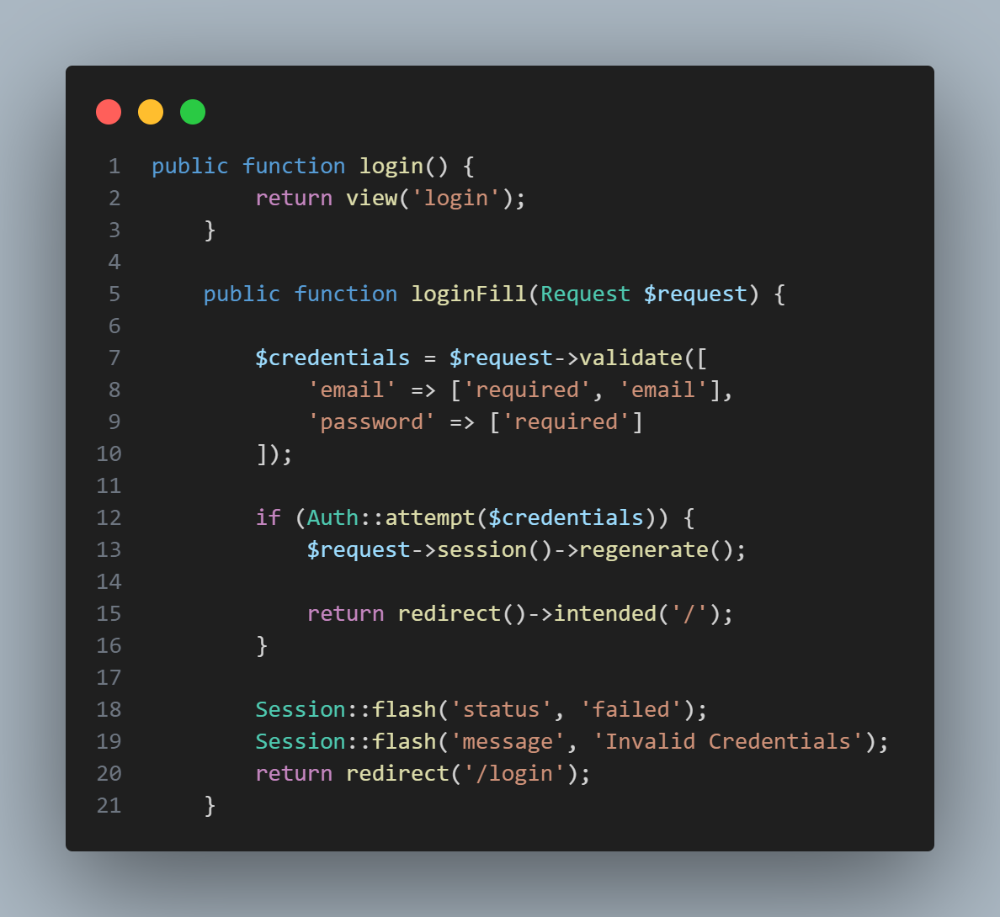 1 public function login() {
2         return view('login');
3     }
4
5     public function loginFill(Request $request) {
6
7         $credentials = $request->validate([
8             'email' => ['required', 'email'],
9             'password' => ['required']
10         ]);
11
12         if (Auth::attempt($credentials)) {
13             $request->session()->regenerate();
14
15             return redirect()->intended('/');
16         }
17
18         Session::flash('status', 'failed');
19         Session::flash('message', 'Invalid Credentials');
20         return redirect('/login');
21     }